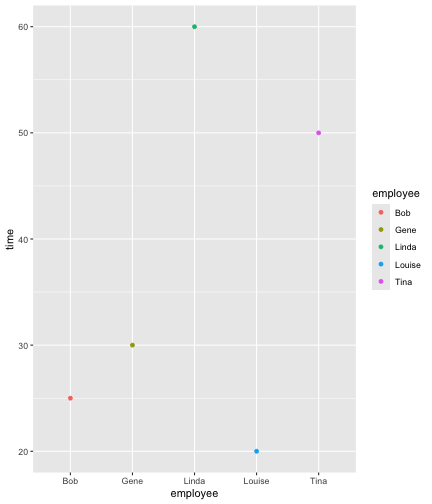 60
50
40
30
20
time
Bob Gene Linda Louise Tina
employee
employee
Bob
Gene
Linda
Louise
Tina